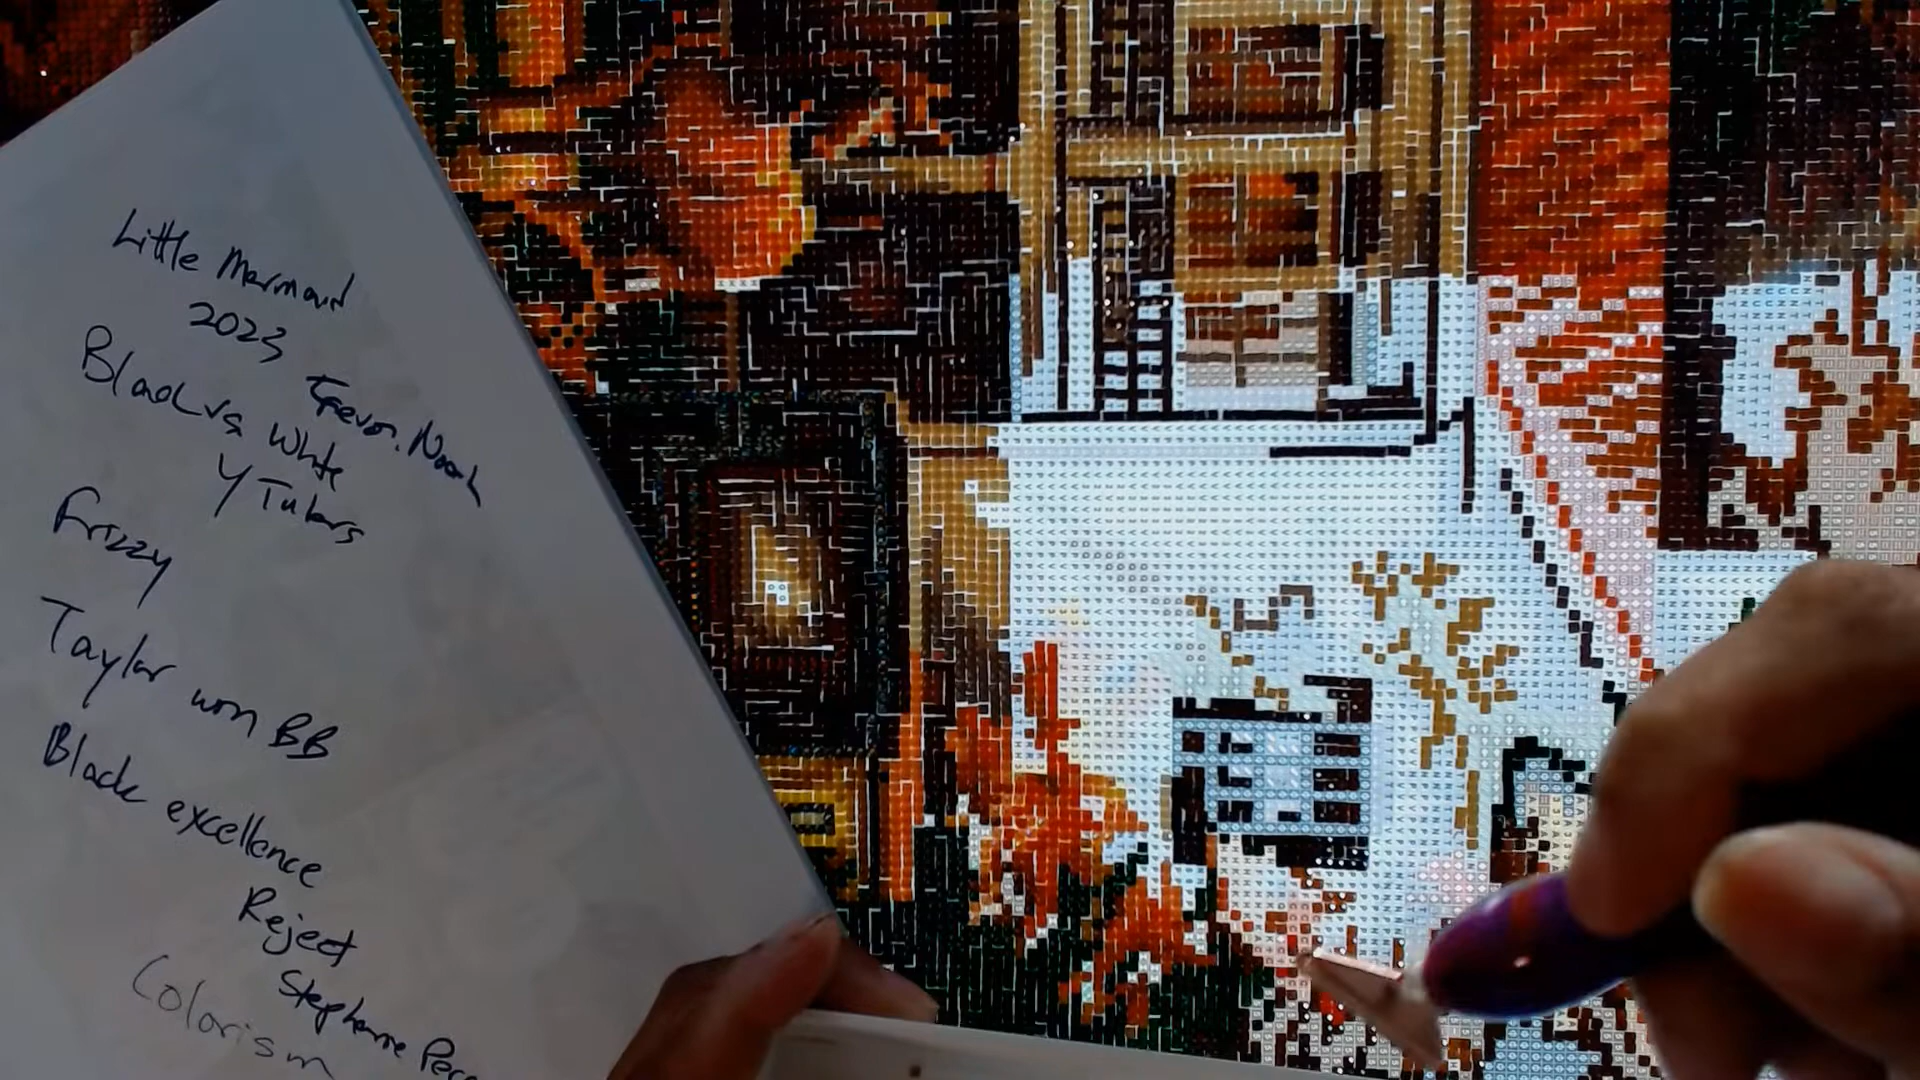 Little Mermaid
2023
Black vs White
Trevor. Noah
YTubers
Frizzy
Taylor won BB
Black excellence
Reject
Stephanie
Colorism